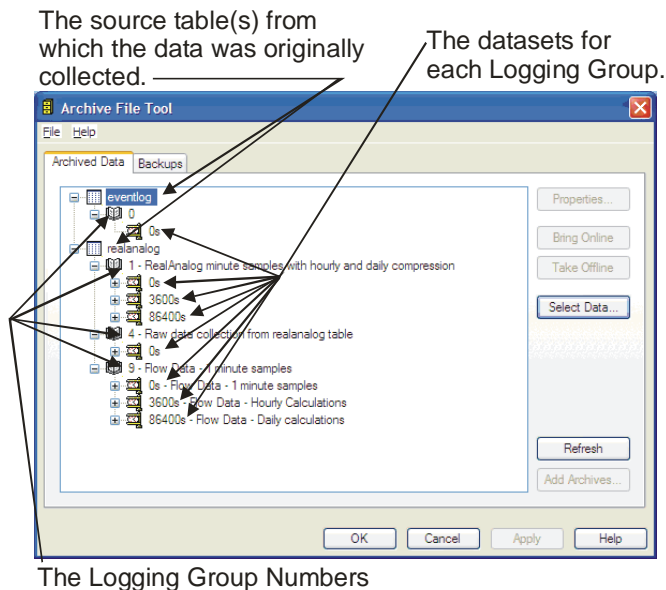 The source table(s) from
which the data was originally
collected.
The datasets for
each Logging Group.
Archive File Tool
File Help
Archived Data Backups
eventlog
0
0s
realanalog
1 - RealAnalog minute samples with hourly and daily compression
0s
3600s
86400s
4 - Raw data collection from realanalog table
0s
9 - Flow Data - 1 minute samples
0s - Flow Data - 1 minute samples
3600s - Flow Data - Hourly Calculations
86400s - Flow Data - Daily calculations
Properties...
Bring Online
Take Offline
Select Data...
Refresh
Add Archives...
OK Cancel Apply Help
The Logging Group Numbers